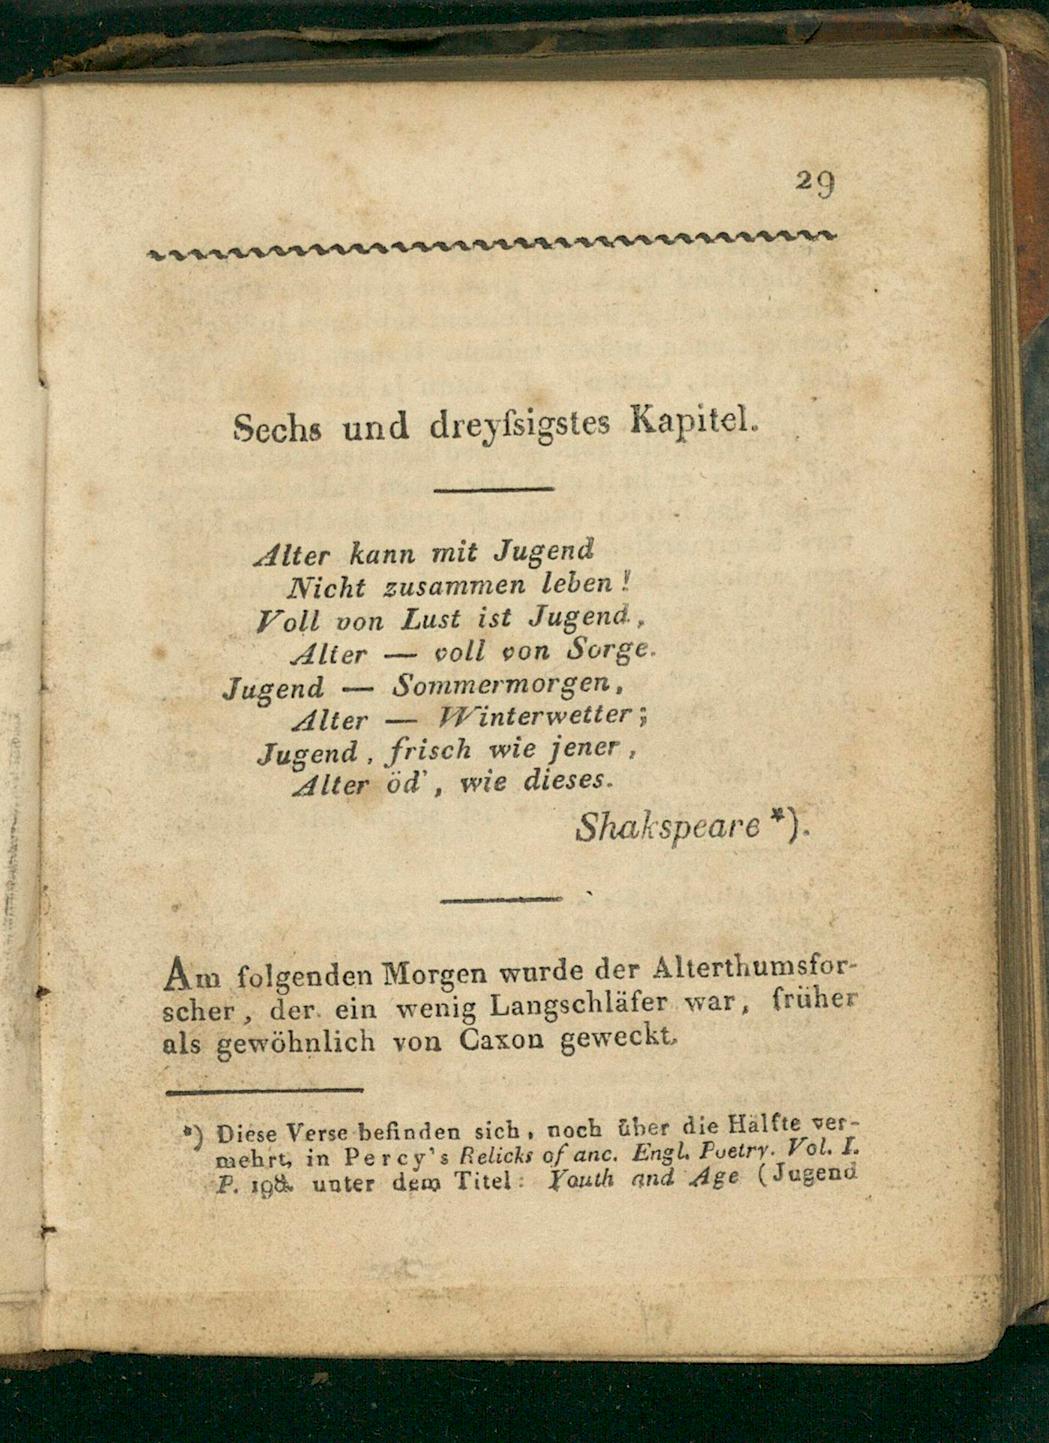 29
Sechs und dreyſsigstes Kapitel.
Alter kann mit Jugend
Nicht zusammen leben!
Voll von Lust ist Jugend,
Alter — voll von Sorge.
Jugend — Sommermorgen,
Alter — Winterwetter;
Jugend, frisch wie jener,
Alter öd', wie dieses.
Shakspeare *).
Am folgenden Morgen wurde der Alterthumsfor-
scher, der ein wenig Langschläfer war, früher
als gewöhnlich von Caxon geweckt.
*) Diese Verse befinden sich, noch über die Hälfte ver-
mehrt, in Percy's Relicks of anc. Engl. Poetry. Vol. I.
P. 198. unter dem Titel: Youth and Age (Jugend